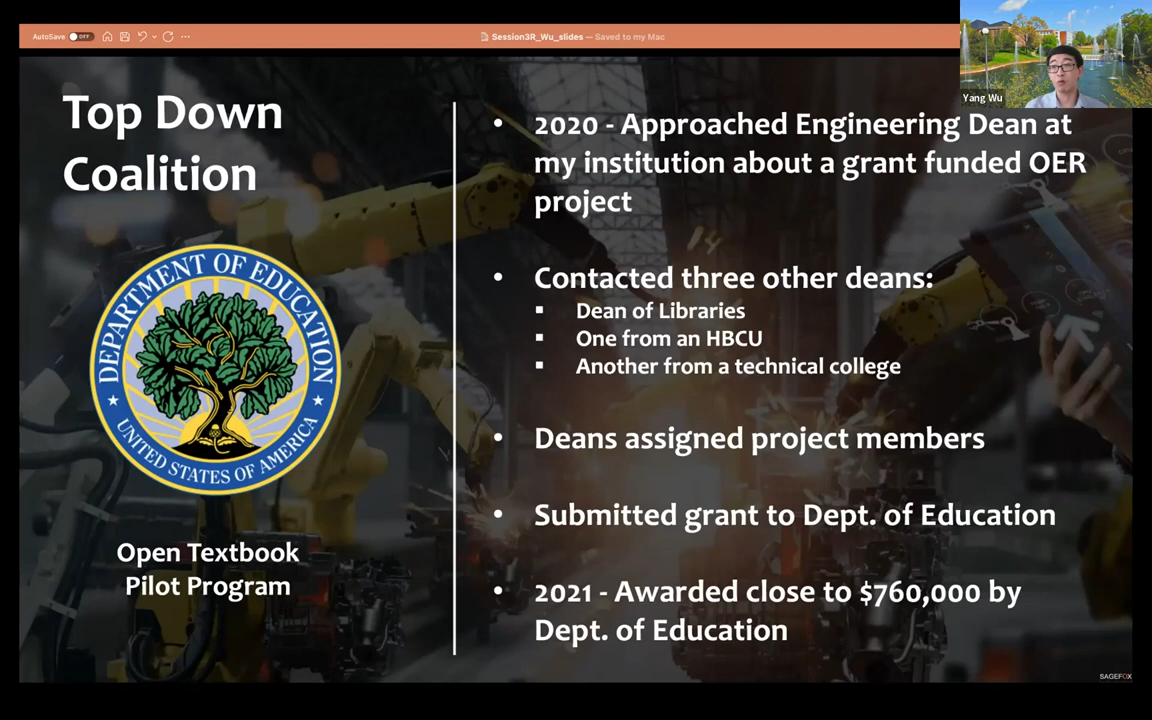 AutoSave OFF
Session3R_Wu_slides — Saved to my Mac
Yang Wu
Top Down
Coalition
DEPARTMENT OF EDUCATION
UNITED STATES OF AMERICA
Open Textbook
Pilot Program
• 2020 - Approached Engineering Dean at
my institution about a grant funded OER
project
• Contacted three other deans:
▪ Dean of Libraries
▪ One from an HBCU
▪ Another from a technical college
• Deans assigned project members
• Submitted grant to Dept. of Education
• 2021 - Awarded close to $760,000 by
Dept. of Education
SAGEFOX